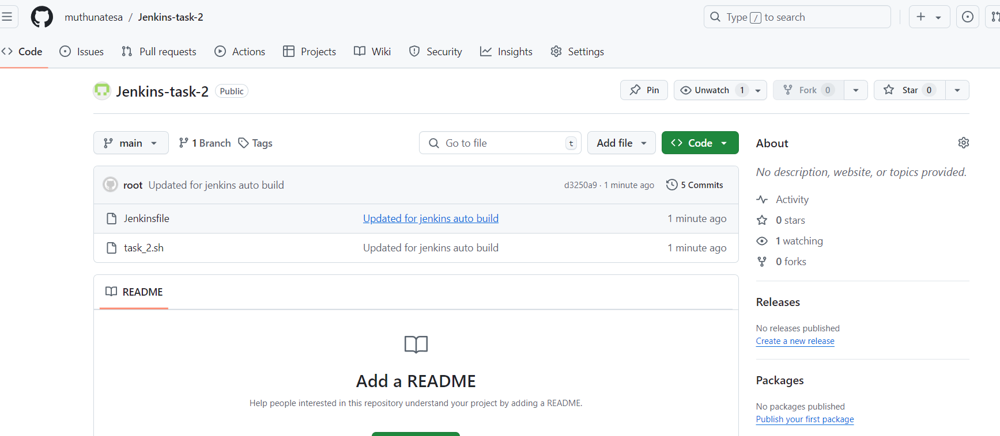 muthunatesa / Jenkins-task-2
Type / to search
Code Issues Pull requests Actions Projects Wiki Security Insights Settings
Jenkins-task-2 Public
Pin Unwatch 1 Fork 0 Star 0
main 1 Branch Tags
Go to file t Add file Code
root Updated for jenkins auto build d3250a9 · 1 minute ago 5 Commits
Jenkinsfile Updated for jenkins auto build 1 minute ago
task_2.sh Updated for jenkins auto build 1 minute ago
README
Add a README
Help people interested in this repository understand your project by adding a README.
About
No description, website, or topics provided.
Activity
0 stars
1 watching
0 forks
Releases
No releases published
Create a new release
Packages
No packages published
Publish your first package